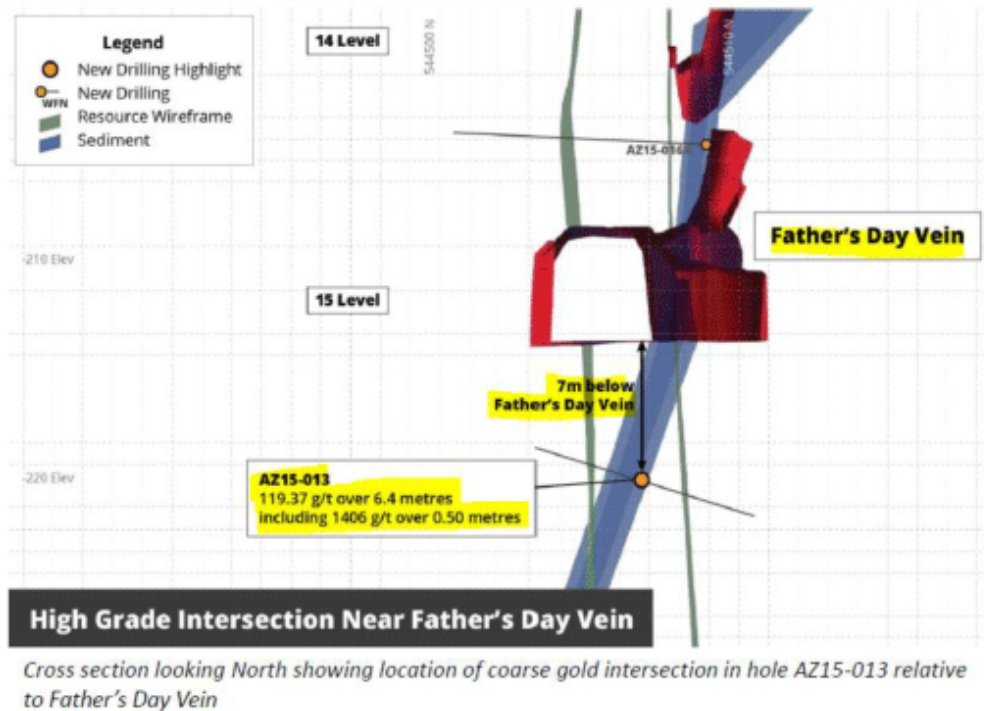 Legend
New Drilling Highlight
New Drilling
WFN
Resource Wireframe
Sediment
14 Level
544500 N
544510 N
Father's Day Vein
-210 Elev
15 Level
7m below
Father's Day Vein
-220 Elev
AZ15-013
119.37 g/t over 6.4 metres
including 1406 g/t over 0.50 metres
High Grade Intersection Near Father's Day Vein
Cross section looking North showing location of coarse gold intersection in hole AZ15-013 relative
to Father's Day Vein